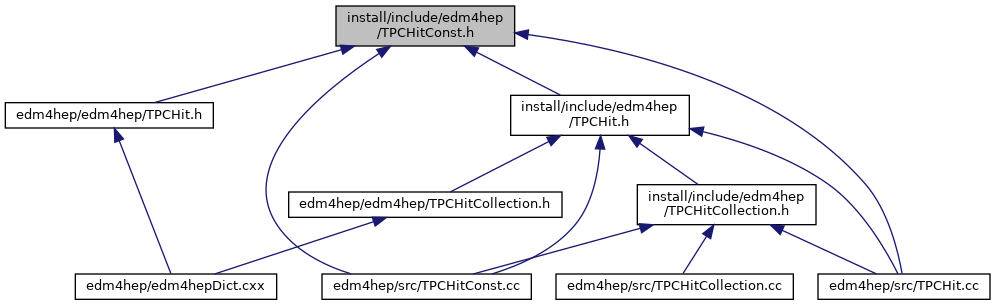 install/include/edm4hep
/TPCHitConst.h
edm4hep/edm4hep/TPCHit.h
install/include/edm4hep
/TPCHit.h
edm4hep/edm4hep/TPCHitCollection.h
install/include/edm4hep
/TPCHitCollection.h
edm4hep/edm4hepDict.cxx
edm4hep/src/TPCHitConst.cc
edm4hep/src/TPCHitCollection.cc
edm4hep/src/TPCHit.cc